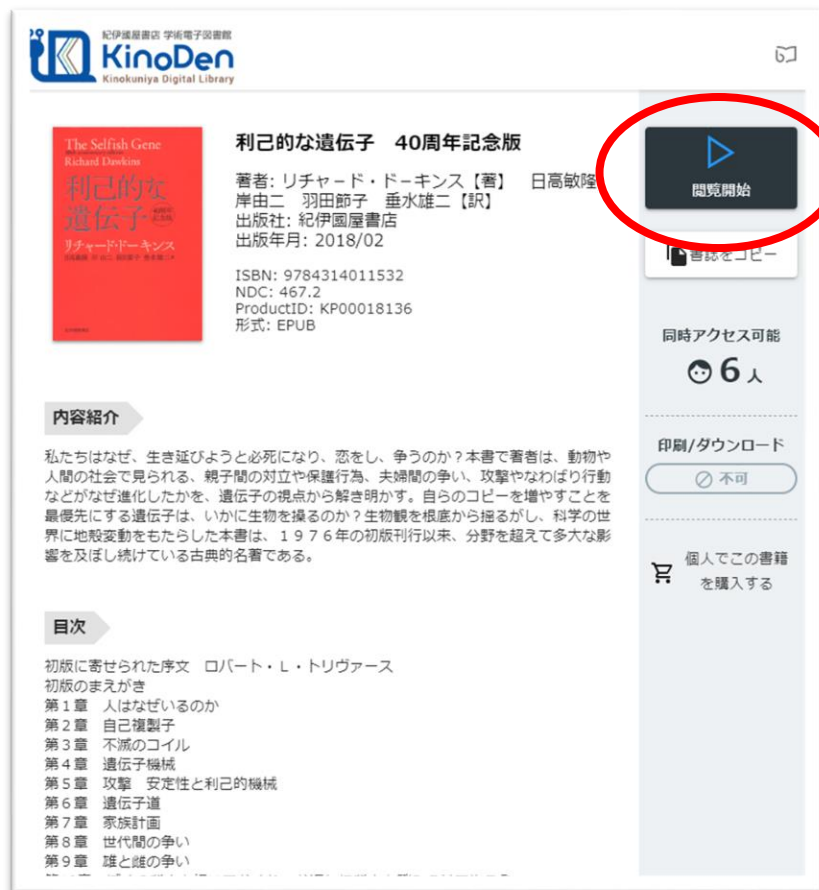 紀伊國屋書店 学術電子図書館
KinoDen
Kinokuniya Digital Library
The Selfish Gene
Richard Dawkins
利己的な
遺伝子
40周年
記念版
リチャード・ドーキンス
利己的な遺伝子　40周年記念版
著者: リチャード・ドーキンス【著】　日高敏隆
岸由二　羽田節子　垂水雄二【訳】
出版社: 紀伊國屋書店
出版年月: 2018/02
ISBN: 9784314011532
NDC: 467.2
ProductID: KP00018136
形式: EPUB
閲覧開始
書誌をコピー
同時アクセス可能
6 人
印刷/ダウンロード
不可
個人でこの書籍
を購入する
内容紹介
私たちはなぜ、生き延びようと必死になり、恋をし、争うのか？本書で著者は、動物や
人間の社会で見られる、親子間の対立や保護行為、夫婦間の争い、攻撃やなわばり行動
などがなぜ進化したかを、遺伝子の視点から解き明かす。自らのコピーを増やすことを
最優先にする遺伝子は、いかに生物を操るのか？生物観を根底から揺るがし、科学の世
界に地殻変動をもたらした本書は、１９７６年の初版刊行以来、分野を超えて多大な影
響を及ぼし続けている古典的名著である。
目次
初版に寄せられた序文　ロバート・Ｌ・トリヴァース
初版のまえがき
第１章　人はなぜいるのか
第２章　自己複製子
第３章　不滅のコイル
第４章　遺伝子機械
第５章　攻撃　安定性と利己的機械
第６章　遺伝子道
第７章　家族計画
第８章　世代間の争い
第９章　雄と雌の争い